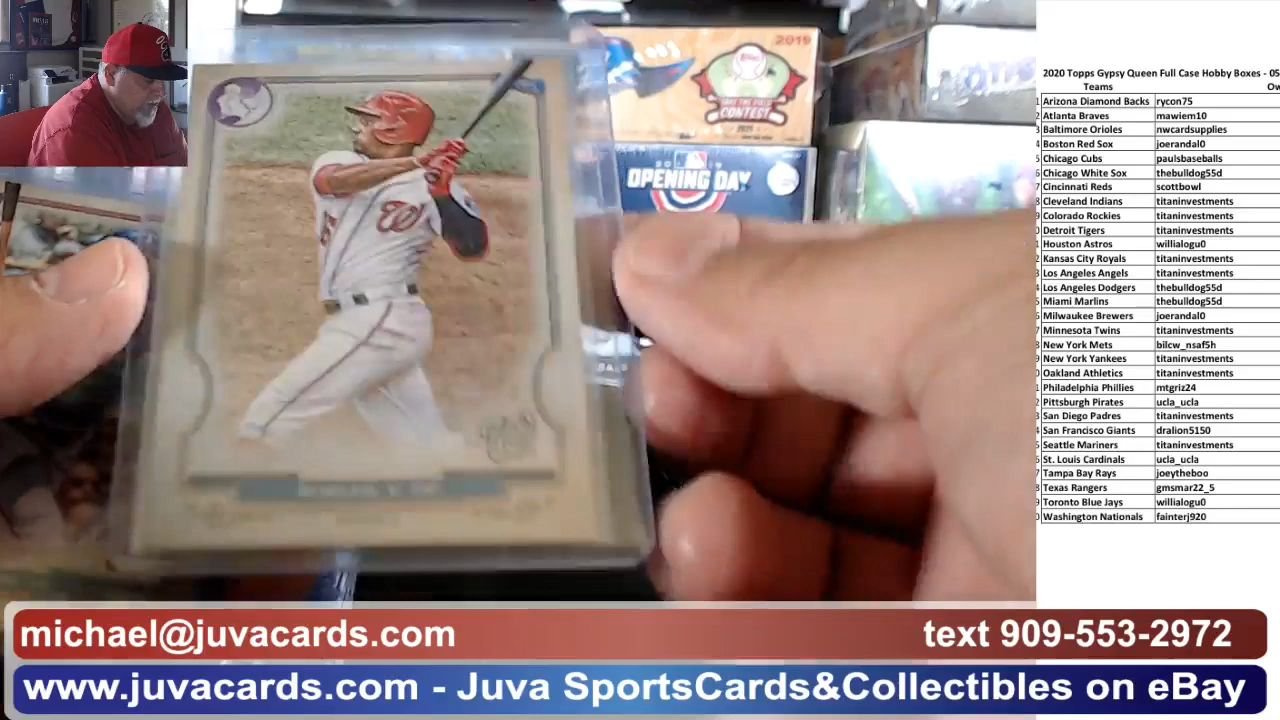 2019
TAKE THE FIELD
CONTEST
OPENING DAY
W
2020 Topps Gypsy Queen Full Case Hobby Boxes - 05
Teams Ow
Arizona Diamond Backs rycon75
Atlanta Braves mawiem10
Baltimore Orioles nwcardsupplies
Boston Red Sox joerandal0
Chicago Cubs paulsbaseballs
Chicago White Sox thebulldog55d
Cincinnati Reds scottbowl
Cleveland Indians titaninvestments
Colorado Rockies titaninvestments
Detroit Tigers titaninvestments
Houston Astros willialogu0
Kansas City Royals titaninvestments
Los Angeles Angels titaninvestments
Los Angeles Dodgers thebulldog55d
Miami Marlins thebulldog55d
Milwaukee Brewers joerandal0
Minnesota Twins titaninvestments
New York Mets bilcw_nsaf5h
New York Yankees titaninvestments
Oakland Athletics titaninvestments
Philadelphia Phillies mtgriz24
Pittsburgh Pirates ucla_ucla
San Diego Padres titaninvestments
San Francisco Giants dralion5150
Seattle Mariners titaninvestments
St. Louis Cardinals ucla_ucla
Tampa Bay Rays joeytheboo
Texas Rangers gmsmar22_5
Toronto Blue Jays willialogu0
Washington Nationals fainterj920
michael@juvacards.com text 909-553-2972
www.juvacards.com - Juva SportsCards&Collectibles on eBay